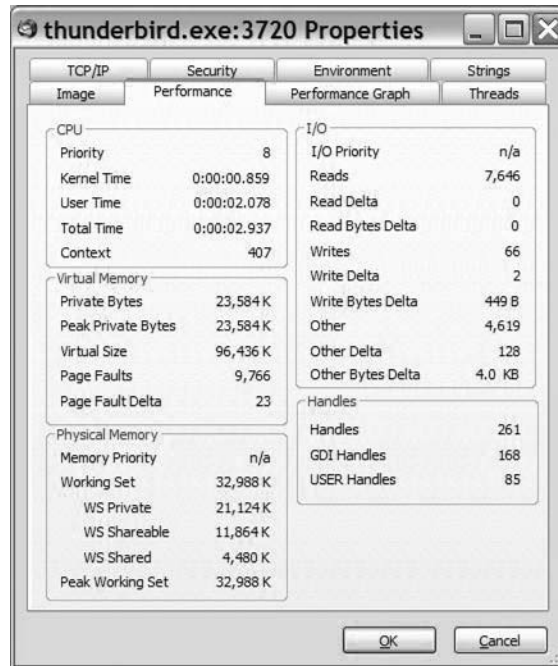 thunderbird.exe:3720 Properties
TCP/IP Security Environment Strings
Image Performance Performance Graph Threads
CPU
Priority 8
Kernel Time 0:00:00.859
User Time 0:00:02.078
Total Time 0:00:02.937
Context 407
Virtual Memory
Private Bytes 23,584 K
Peak Private Bytes 23,584 K
Virtual Size 96,436 K
Page Faults 9,766
Page Fault Delta 23
Physical Memory
Memory Priority n/a
Working Set 32,988 K
WS Private 21,124 K
WS Shareable 11,864 K
WS Shared 4,480 K
Peak Working Set 32,988 K
I/O
I/O Priority n/a
Reads 7,646
Read Delta 0
Read Bytes Delta 0
Writes 66
Write Delta 2
Write Bytes Delta 449 B
Other 4,619
Other Delta 128
Other Bytes Delta 4.0 KB
Handles
Handles 261
GDI Handles 168
USER Handles 85
OK Cancel